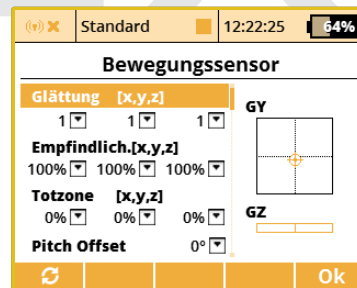 Standard 12:22:25 64%
Bewegungssensor
Glättung [x,y,z]
1 1 1
GY
Empfindlich.[x,y,z]
100% 100% 100%
Totzone [x,y,z]
0% 0% 0%
GZ
Pitch Offset 0°
Ok